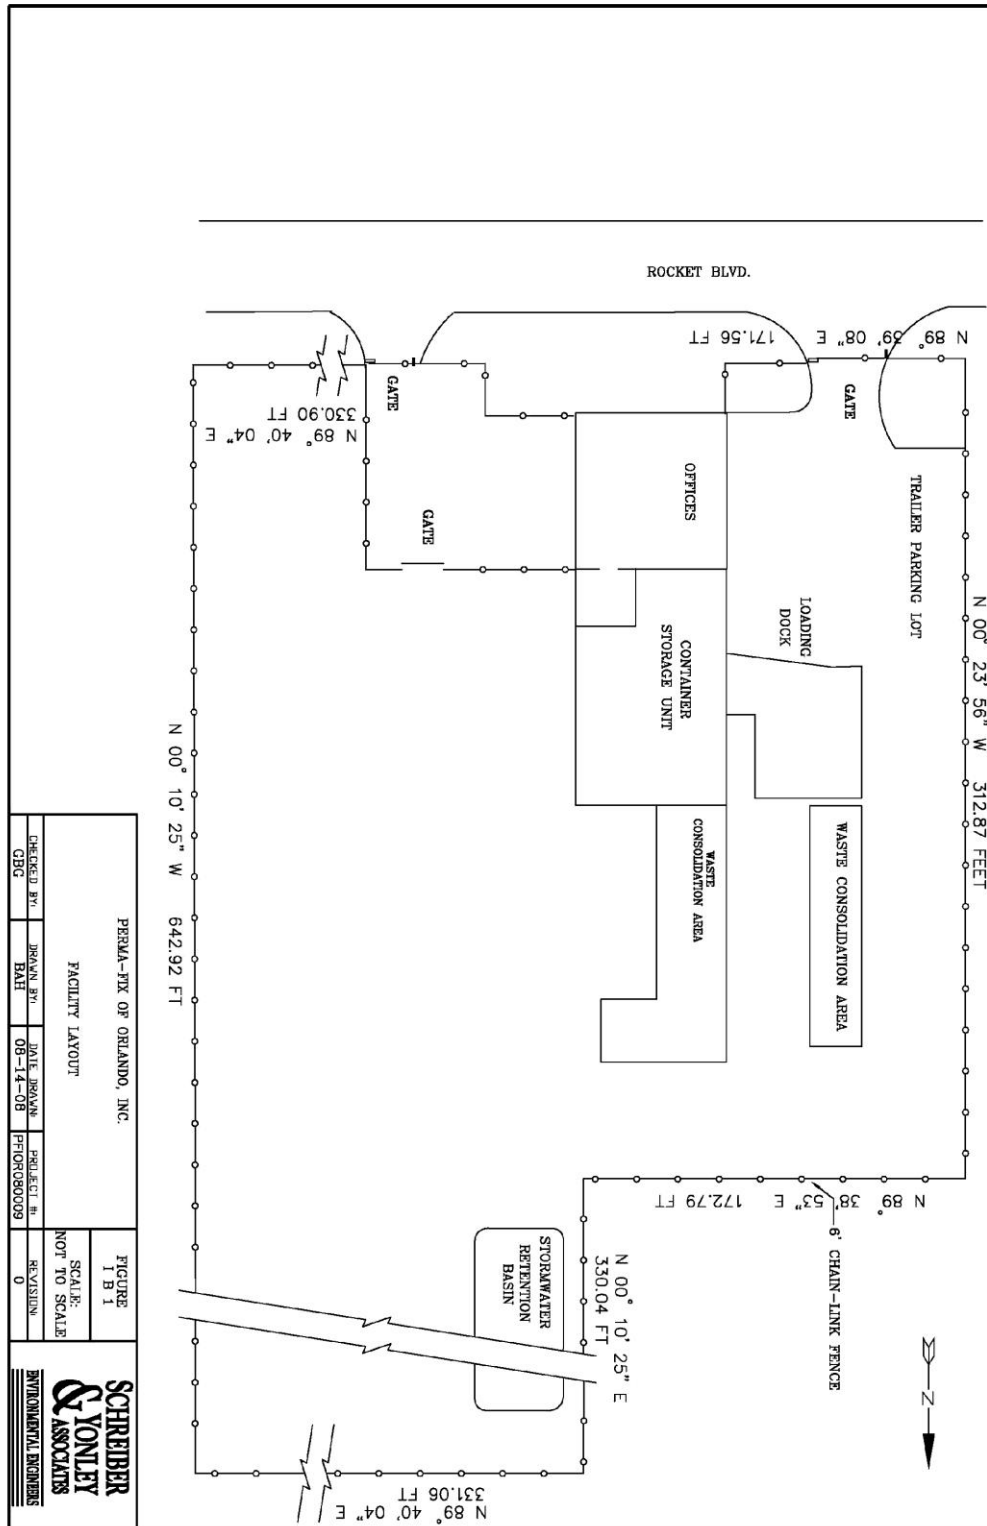 ROCKET BLVD.
N 89° 39' 08" E 171.56 FT
GATE
TRAILER PARKING LOT
N 00° 23' 56" W 312.87 FEET
GATE
N 89° 40' 04" E
330.90 FT
GATE
OFFICES
LOADING
DOCK
CONTAINER
STORAGE UNIT
WASTE CONSOLIDATION AREA
WASTE
CONSOLIDATION AREA
N 00° 10' 25" W 642.92 FT
N 89° 38' 53" E 172.79 FT
6' CHAIN-LINK FENCE
N 00° 10' 25" E
330.04 FT
STORMWATER
RETENTION
BASIN
N
N 89° 40' 04" E
331.06 FT
PERMA-FIX OF ORLANDO, INC.
FACILITY LAYOUT
FIGURE
I B 1
SCALE:
NOT TO SCALE
CHECKED BY:
GBG
DRAWN BY:
BAH
DATE DRAWN:
08-14-08
PROJECT #:
PFIOR080009
REVISION:
0
SCHREIBER
& YONLEY
ASSOCIATES
ENVIRONMENTAL ENGINEERS